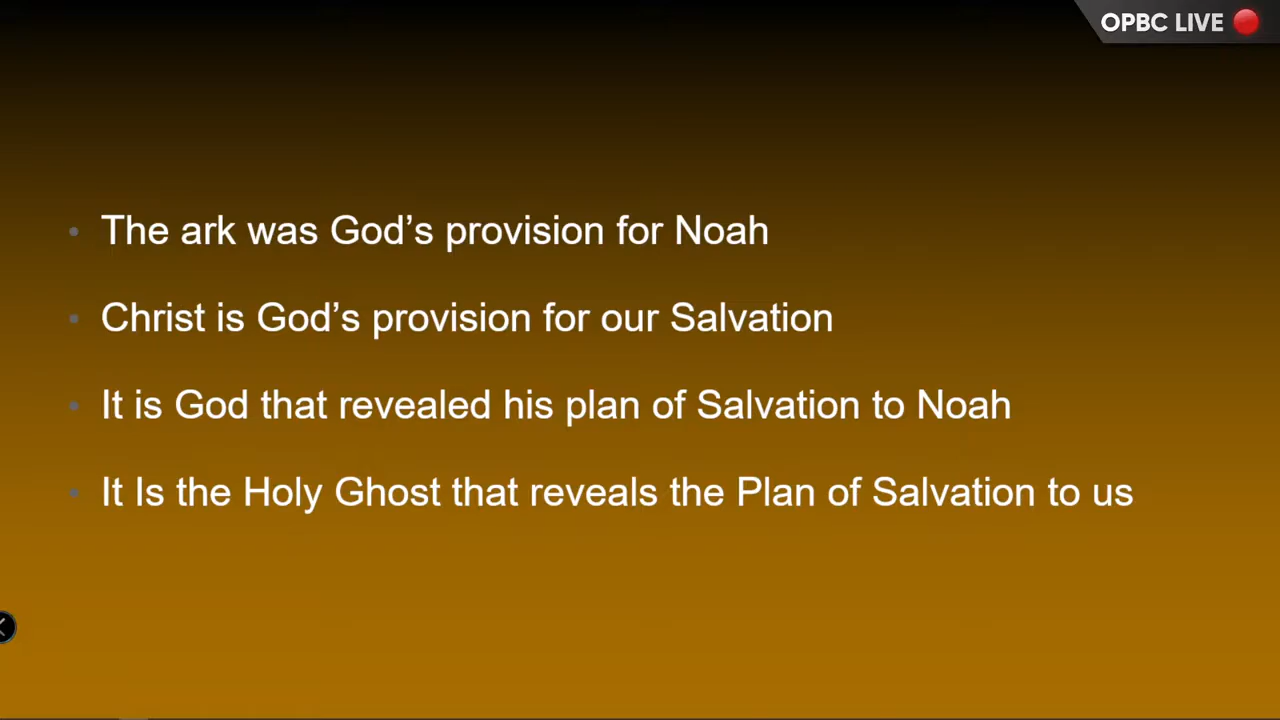 OPBC LIVE
• The ark was God’s provision for Noah
• Christ is God’s provision for our Salvation
• It is God that revealed his plan of Salvation to Noah
• It Is the Holy Ghost that reveals the Plan of Salvation to us